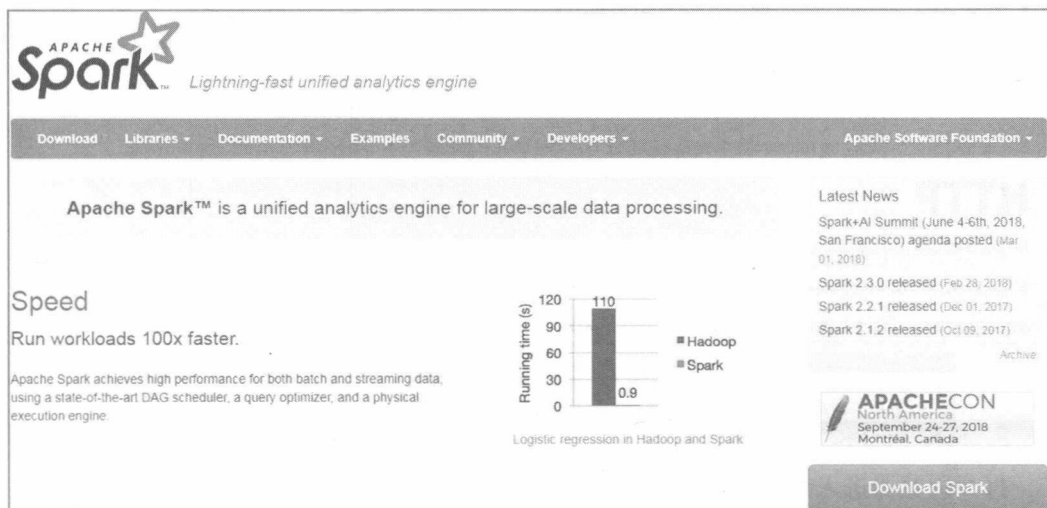 APACHE
Spark™
Lightning-fast unified analytics engine
Download Libraries Documentation Examples Community Developers Apache Software Foundation
Apache Spark™ is a unified analytics engine for large-scale data processing.
Speed
Run workloads 100x faster.
Apache Spark achieves high performance for both batch and streaming data,
using a state-of-the-art DAG scheduler, a query optimizer, and a physical
execution engine.
Running time (s)
120
90
60
30
0
110
0.9
Hadoop
Spark
Logistic regression in Hadoop and Spark
Latest News
Spark+AI Summit (June 4-6th, 2018,
San Francisco) agenda posted (Mar
01, 2018)
Spark 2.3.0 released (Feb 28, 2018)
Spark 2.2.1 released (Dec 01, 2017)
Spark 2.1.2 released (Oct 09, 2017)
Archive
APACHECON
North America
September 24-27, 2018
Montréal, Canada
Download Spark